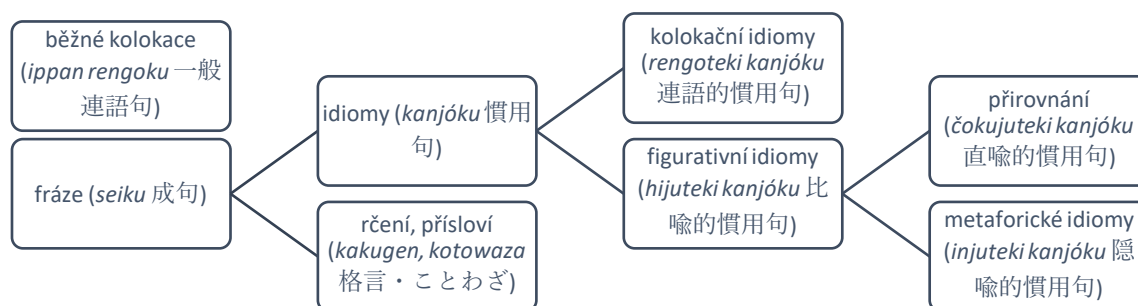 běžné kolokace
(ippan rengoku 一般
連語句)
fráze (seiku 成句)
idiomy (kanjóku 慣用
句)
rčení, přísloví
(kakugen, kotowaza
格言・ことわざ)
kolokační idiomy
(rengoteki kanjóku
連語的慣用句)
figurativní idiomy
(hijuteki kanjóku 比
喩的慣用句)
přirovnání
(čokujuteki kanjóku
直喩的慣用句)
metaforické idiomy
(injuteki kanjóku 隠
喩的慣用句)